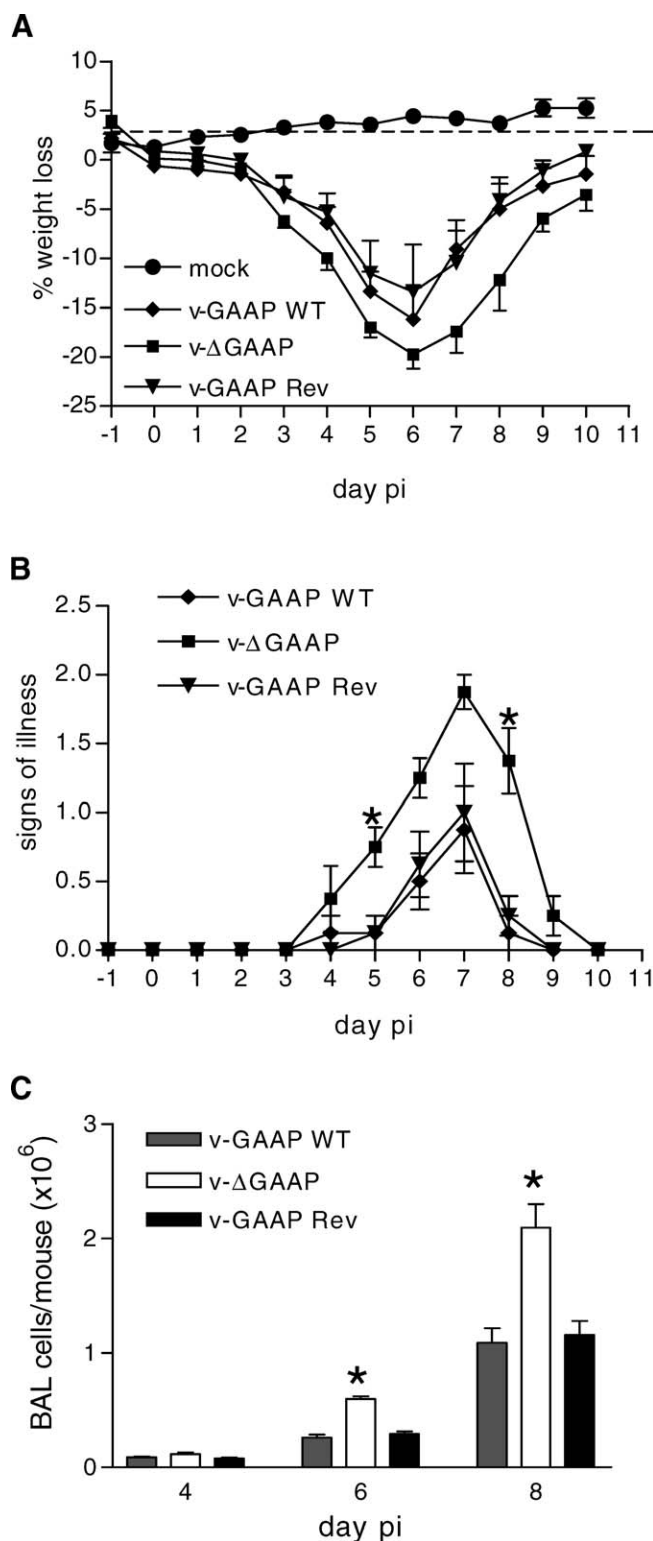 A
10
5
0
-5
-10
-15
-20
-25
% weight loss
mock
v-GAAP WT
v-ΔGAAP
v-GAAP Rev
-1 0 1 2 3 4 5 6 7 8 9 10 11
day pi
B
2.5
2.0
1.5
1.0
0.5
0.0
signs of illness
v-GAAP WT
v-ΔGAAP
v-GAAP Rev
* *
-1 0 1 2 3 4 5 6 7 8 9 10 11
day pi
C
3
2
1
0
BAL cells/mouse (x10⁶)
v-GAAP WT
v-ΔGAAP
v-GAAP Rev
* *
4 6 8
day pi